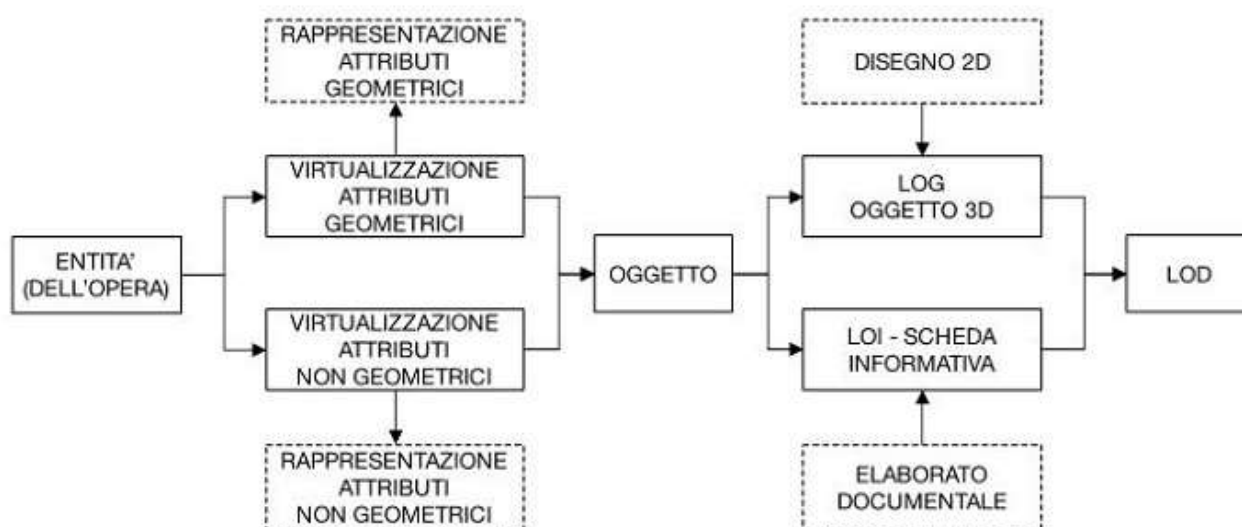 RAPPRESENTAZIONE
ATTRIBUTI
GEOMETRICI
DISEGNO 2D
VIRTUALIZZAZIONE
ATTRIBUTI
GEOMETRICI
LOG
OGGETTO 3D
ENTITA'
(DELL'OPERA)
OGGETTO
LOD
VIRTUALIZZAZIONE
ATTRIBUTI
NON GEOMETRICI
LOI - SCHEDA
INFORMATIVA
RAPPRESENTAZIONE
ATTRIBUTI
NON GEOMETRICI
ELABORATO
DOCUMENTALE